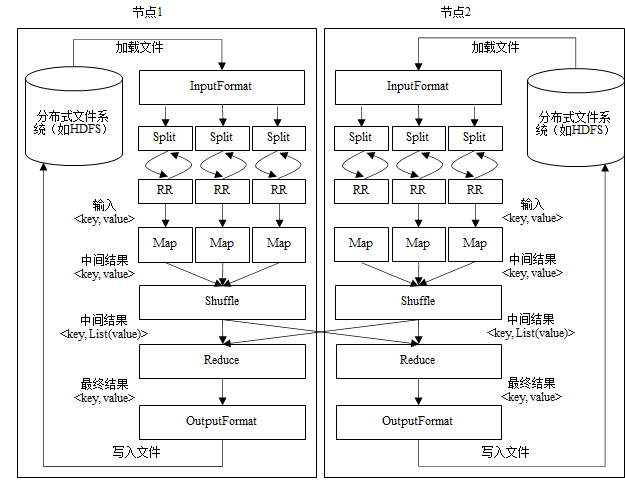 节点1
节点2
加载文件
加载文件
InputFormat
InputFormat
分布式文件系
统（如HDFS）
分布式文件系
统（如HDFS）
Split
Split
Split
Split
Split
Split
RR
RR
RR
RR
RR
RR
输入
<key, value>
输入
<key, value>
Map
Map
Map
Map
Map
Map
中间结果
<key, value>
中间结果
<key, value>
Shuffle
Shuffle
中间结果
<key, List(value)>
中间结果
<key, List(value)>
Reduce
Reduce
最终结果
<key, value>
最终结果
<key, value>
OutputFormat
OutputFormat
写入文件
写入文件